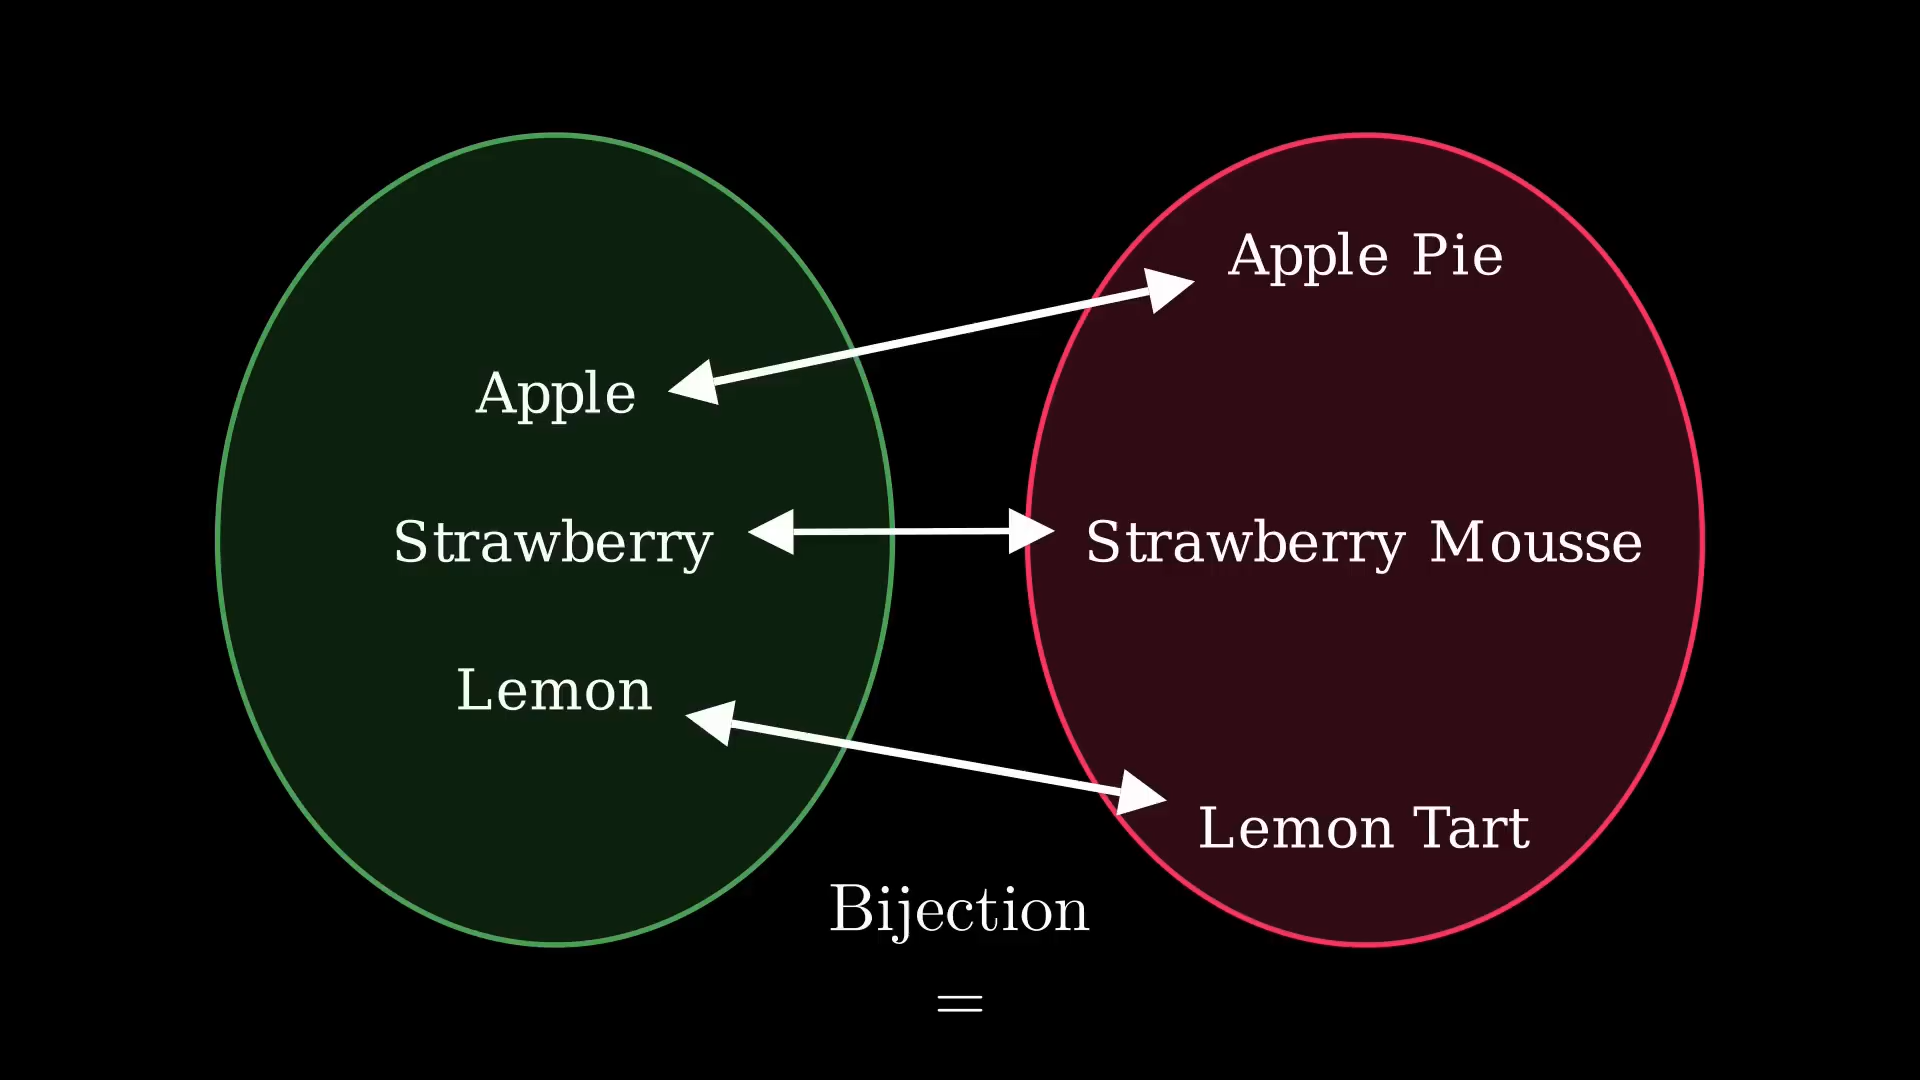 Apple
Strawberry
Lemon
Apple Pie
Strawberry Mousse
Lemon Tart
Bijection
=